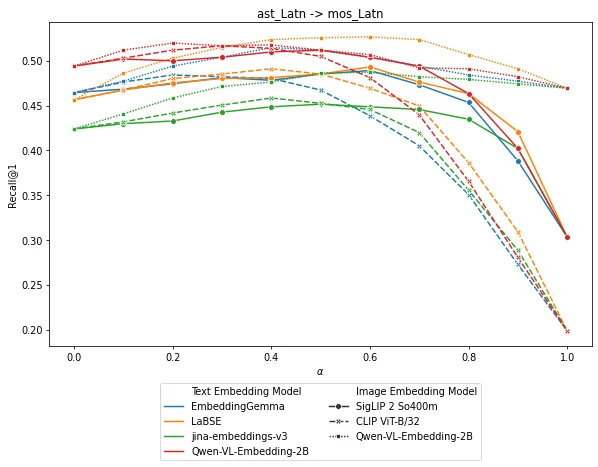 ast_Latn -> mos_Latn
Recall@1
0.50
0.45
0.40
0.35
0.30
0.25
0.20
0.0 0.2 0.4 0.6 0.8 1.0
α
Text Embedding Model
EmbeddingGemma
LaBSE
jina-embeddings-v3
Qwen-VL-Embedding-2B
Image Embedding Model
SigLIP 2 So400m
CLIP ViT-B/32
Qwen-VL-Embedding-2B